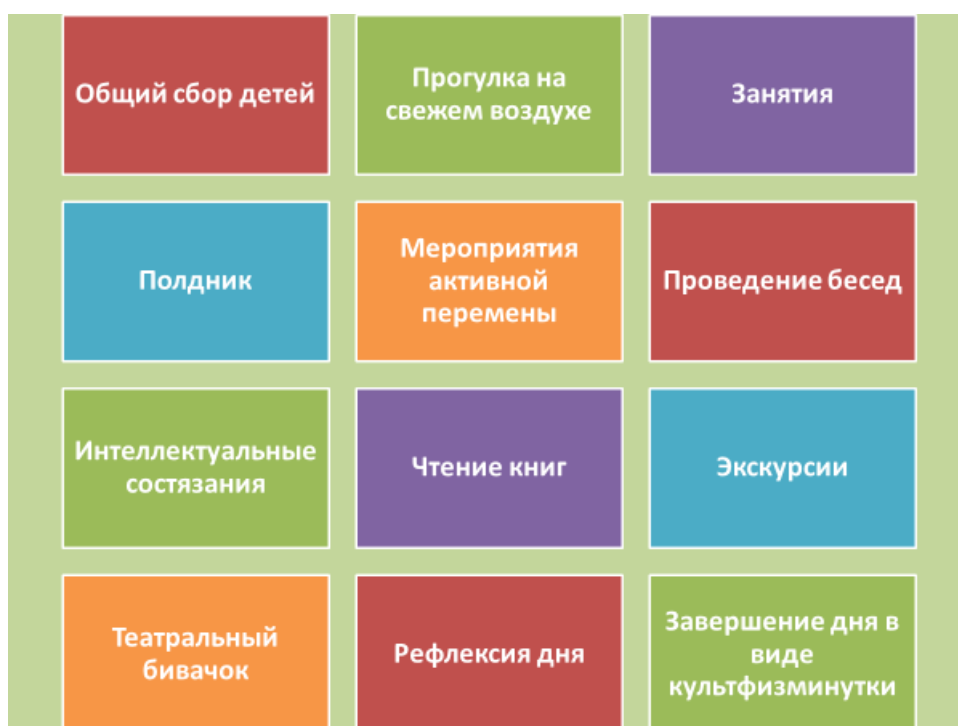 Общий сбор детей
Прогулка на
свежем воздухе
Занятия
Полдник
Мероприятия
активной
перемены
Проведение бесед
Интеллектуальные
состязания
Чтение книг
Экскурсии
Театральный
бивачок
Рефлексия дня
Завершение дня в
виде
культфизминутки